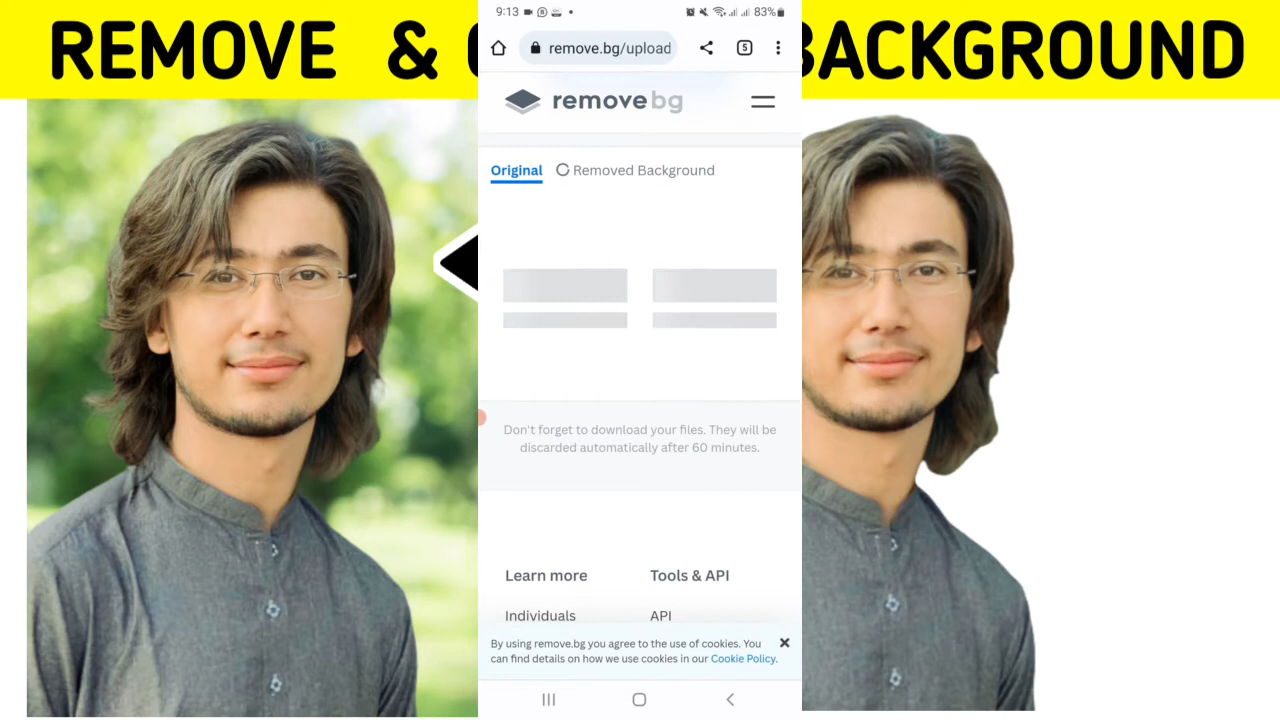 REMOVE &
BACKGROUND
9:13
83%
remove.bg/upload
5
removebg
Original
Removed Background
Don't forget to download your files. They will be
discarded automatically after 60 minutes.
Learn more
Tools & API
Individuals
API
By using remove.bg you agree to the use of cookies. You
can find details on how we use cookies in our Cookie Policy.